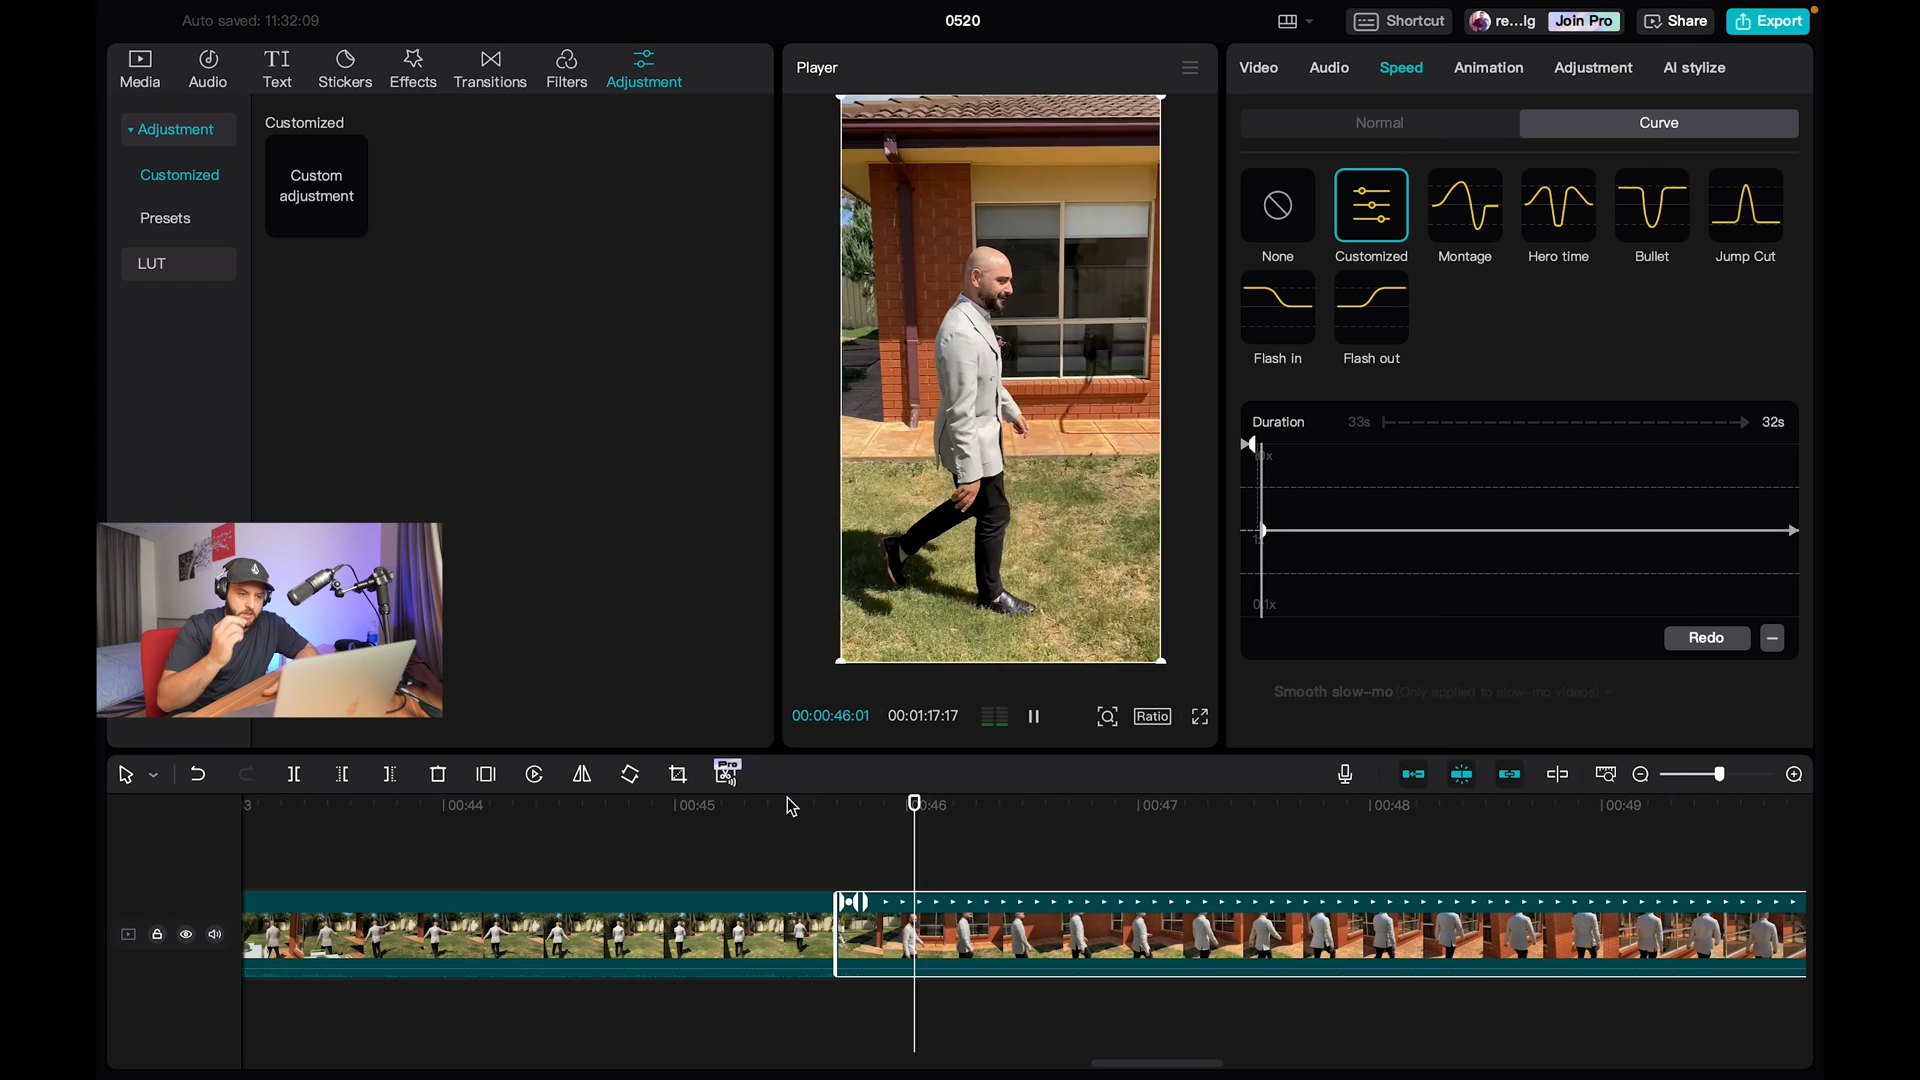 Auto saved: 11:32:09
0520
Shortcut
re...lg
Join Pro
Share
Export
Media
Audio
Text
Stickers
Effects
Transitions
Filters
Adjustment
Adjustment
Customized
Presets
LUT
Customized
Custom
adjustment
Player
00:00:46:01
00:01:17:17
Ratio
Video
Audio
Speed
Animation
Adjustment
AI stylize
Normal
Curve
None
Customized
Montage
Hero time
Bullet
Jump Cut
Flash in
Flash out
Duration
33s
32s
0.1x
Redo
Smooth slow-mo (Only applied to slow-mo videos)
Pro
3
00:44
00:45
00:46
00:47
00:48
00:49